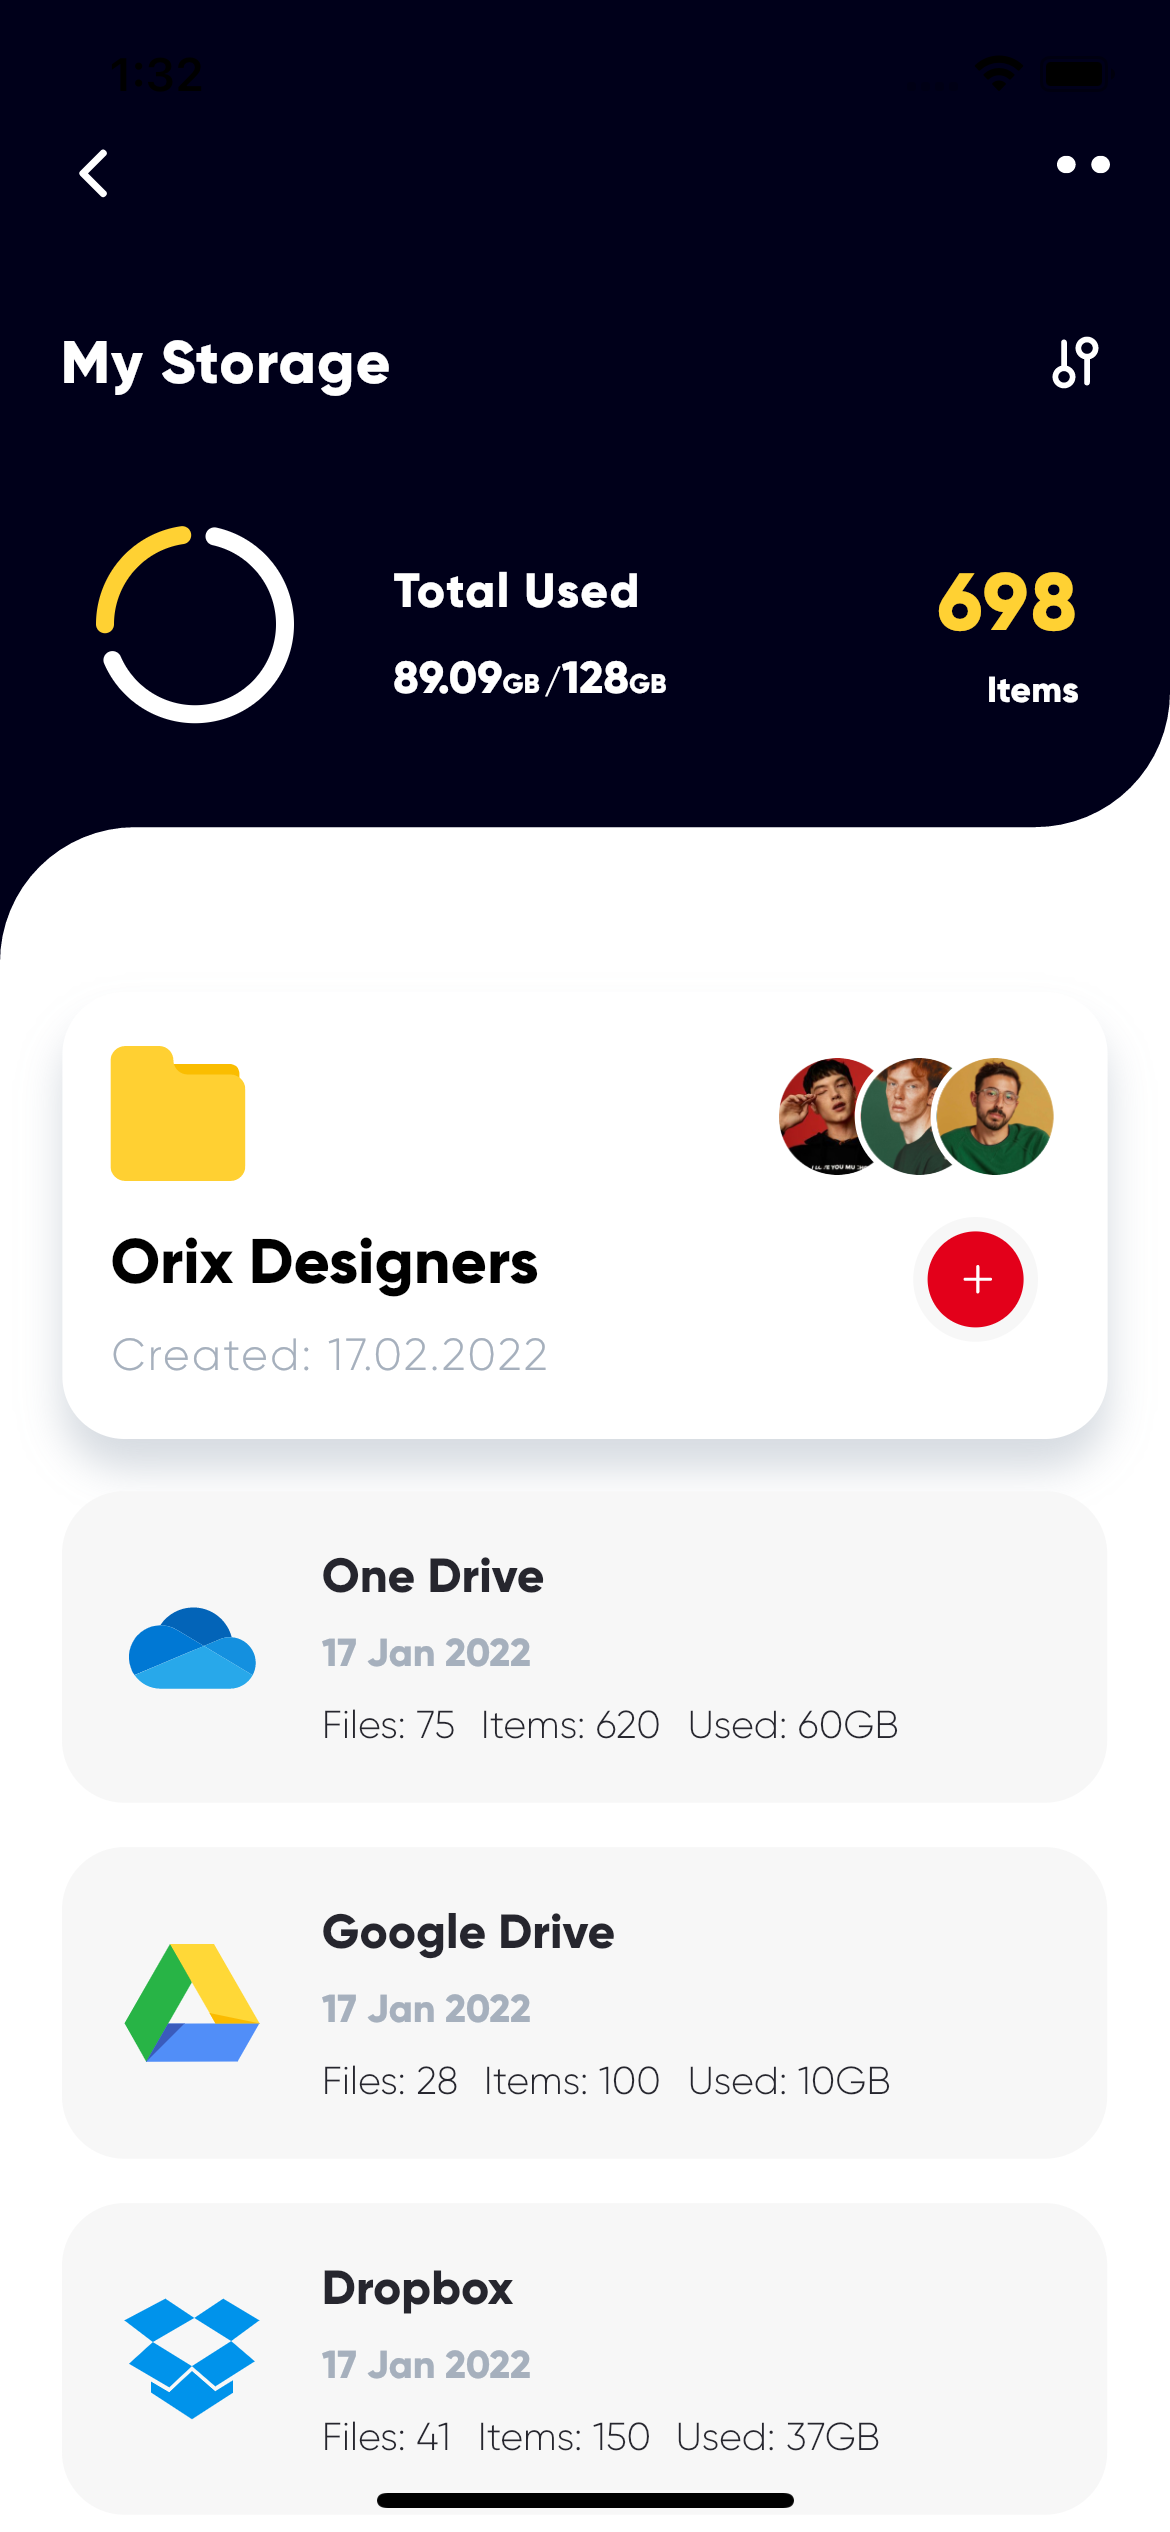 1:32
My Storage
Total Used
698
89.09GB/128GB
Items
Orix Designers
Created: 17.02.2022
One Drive
17 Jan 2022
Files: 75 Items: 620 Used: 60GB
Google Drive
17 Jan 2022
Files: 28 Items: 100 Used: 10GB
Dropbox
17 Jan 2022
Files: 41 Items: 150 Used: 37GB